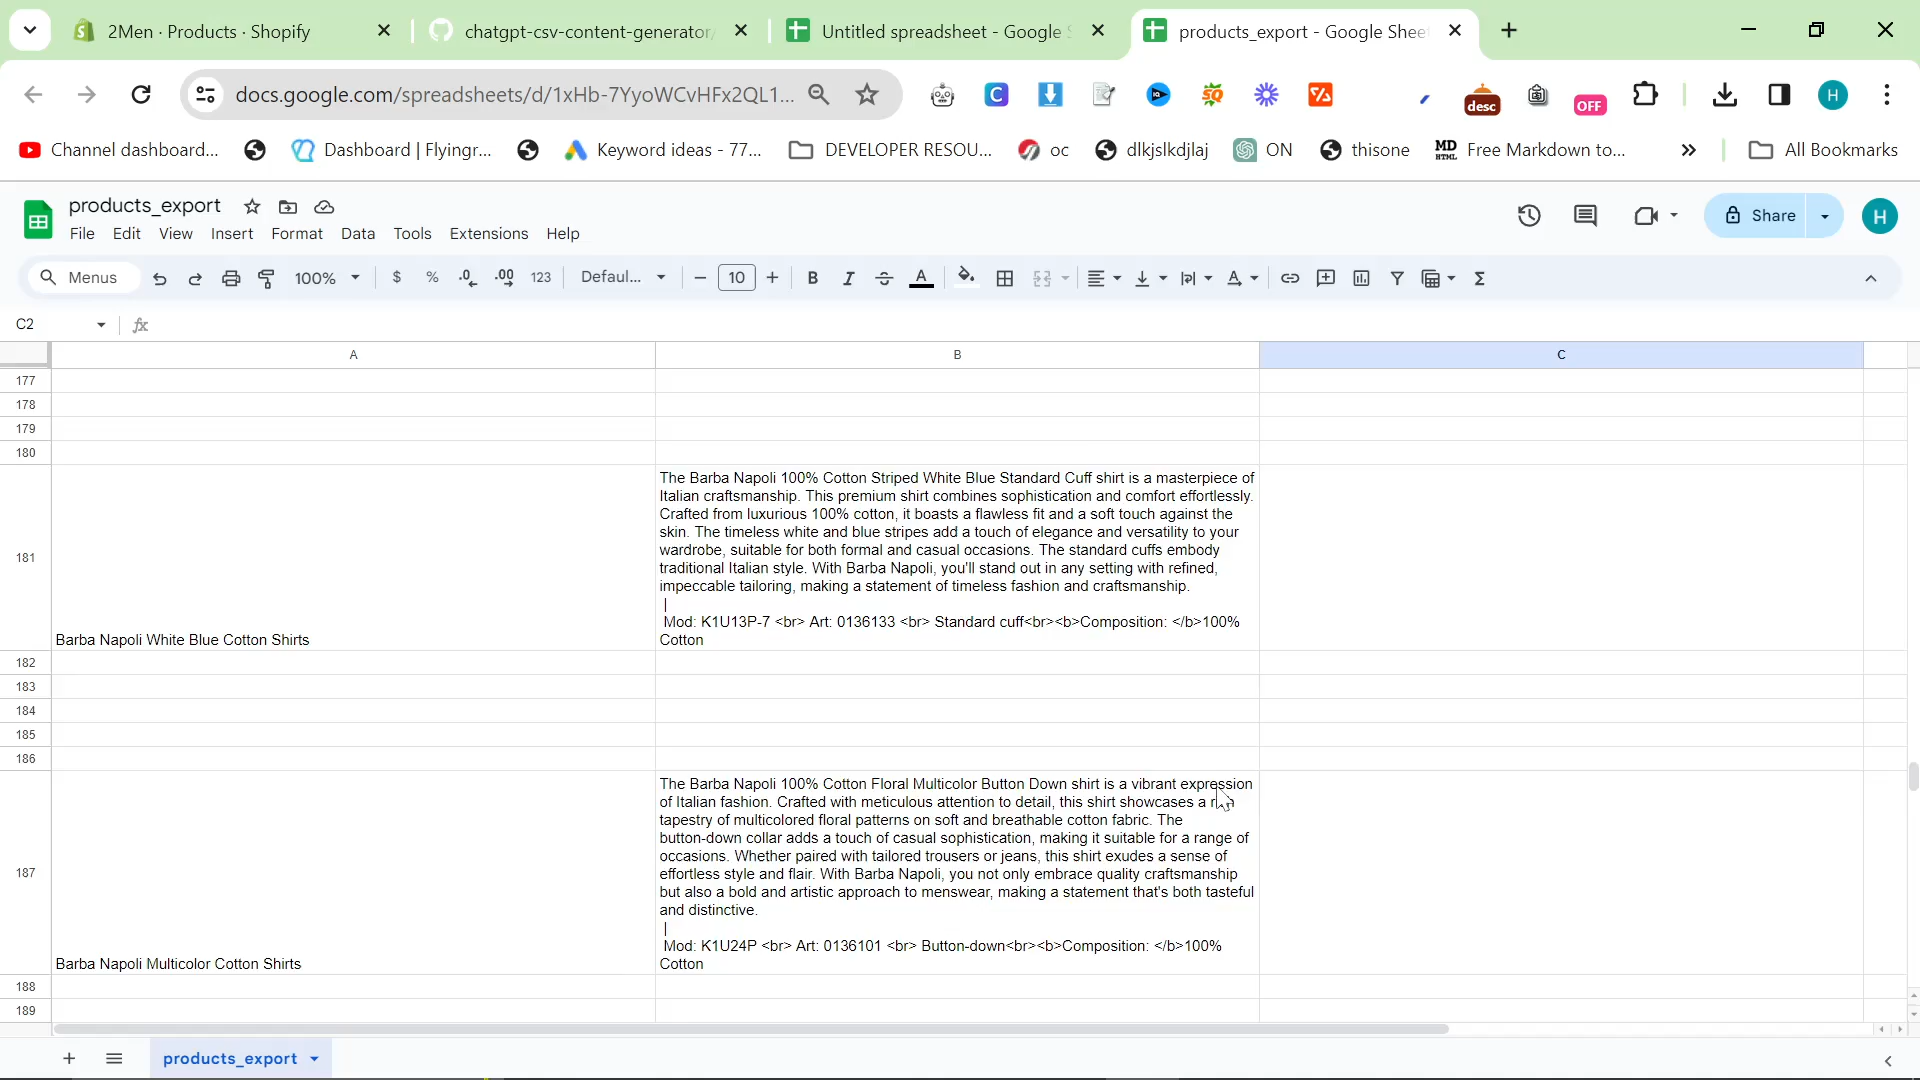 2Men · Products · Shopify
chatgpt-csv-content-generator/
Untitled spreadsheet - Google S
products_export - Google Shee
docs.google.com/spreadsheets/d/1xHb-7YyoWCvHFx2QL1...
desc
OFF
H
Channel dashboard...
Dashboard | Flyingr...
Keyword ideas - 77...
DEVELOPER RESOU...
oc
dlkjslkdjlaj
ON
thisone
MD HTML
Free Markdown to...
All Bookmarks
products_export
File Edit View Insert Format Data Tools Extensions Help
Share
H
Menus
100%
$ % .0 .00 123
Defaul...
10
B I A
C2
fx
A B C
177
178
179
180
181
Barba Napoli White Blue Cotton Shirts
The Barba Napoli 100% Cotton Striped White Blue Standard Cuff shirt is a masterpiece of
Italian craftsmanship. This premium shirt combines sophistication and comfort effortlessly.
Crafted from luxurious 100% cotton, it boasts a flawless fit and a soft touch against the
skin. The timeless white and blue stripes add a touch of elegance and versatility to your
wardrobe, suitable for both formal and casual occasions. The standard cuffs embody
traditional Italian style. With Barba Napoli, you'll stand out in any setting with refined,
impeccable tailoring, making a statement of timeless fashion and craftsmanship.
|
Mod: K1U13P-7 <br> Art: 0136133 <br> Standard cuff<br><b>Composition: </b>100%
Cotton
182
183
184
185
186
187
Barba Napoli Multicolor Cotton Shirts
The Barba Napoli 100% Cotton Floral Multicolor Button Down shirt is a vibrant expression
of Italian fashion. Crafted with meticulous attention to detail, this shirt showcases a
tapestry of multicolored floral patterns on soft and breathable cotton fabric. The
button-down collar adds a touch of casual sophistication, making it suitable for a range of
occasions. Whether paired with tailored trousers or jeans, this shirt exudes a sense of
effortless style and flair. With Barba Napoli, you not only embrace quality craftsmanship
but also a bold and artistic approach to menswear, making a statement that's both tasteful
and distinctive.
|
Mod: K1U24P <br> Art: 0136101 <br> Button-down<br><b>Composition: </b>100%
Cotton
188
189
products_export